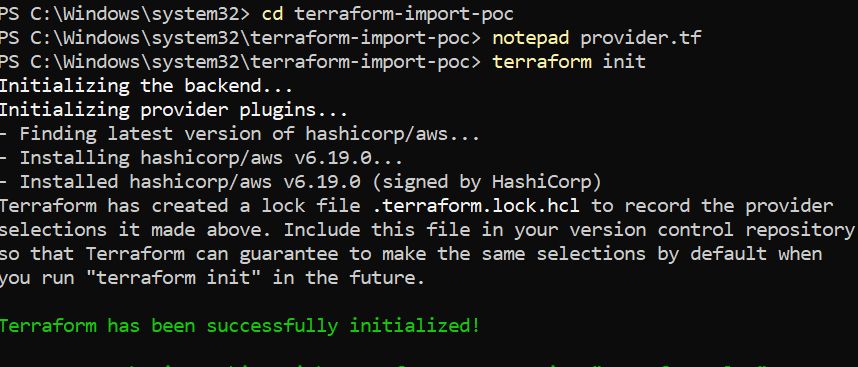 PS C:\Windows\system32> cd terraform-import-poc
PS C:\Windows\system32\terraform-import-poc> notepad provider.tf
PS C:\Windows\system32\terraform-import-poc> terraform init
Initializing the backend...
Initializing provider plugins...
- Finding latest version of hashicorp/aws...
- Installing hashicorp/aws v6.19.0...
- Installed hashicorp/aws v6.19.0 (signed by HashiCorp)
Terraform has created a lock file .terraform.lock.hcl to record the provider
selections it made above. Include this file in your version control repository
so that Terraform can guarantee to make the same selections by default when
you run "terraform init" in the future.
Terraform has been successfully initialized!